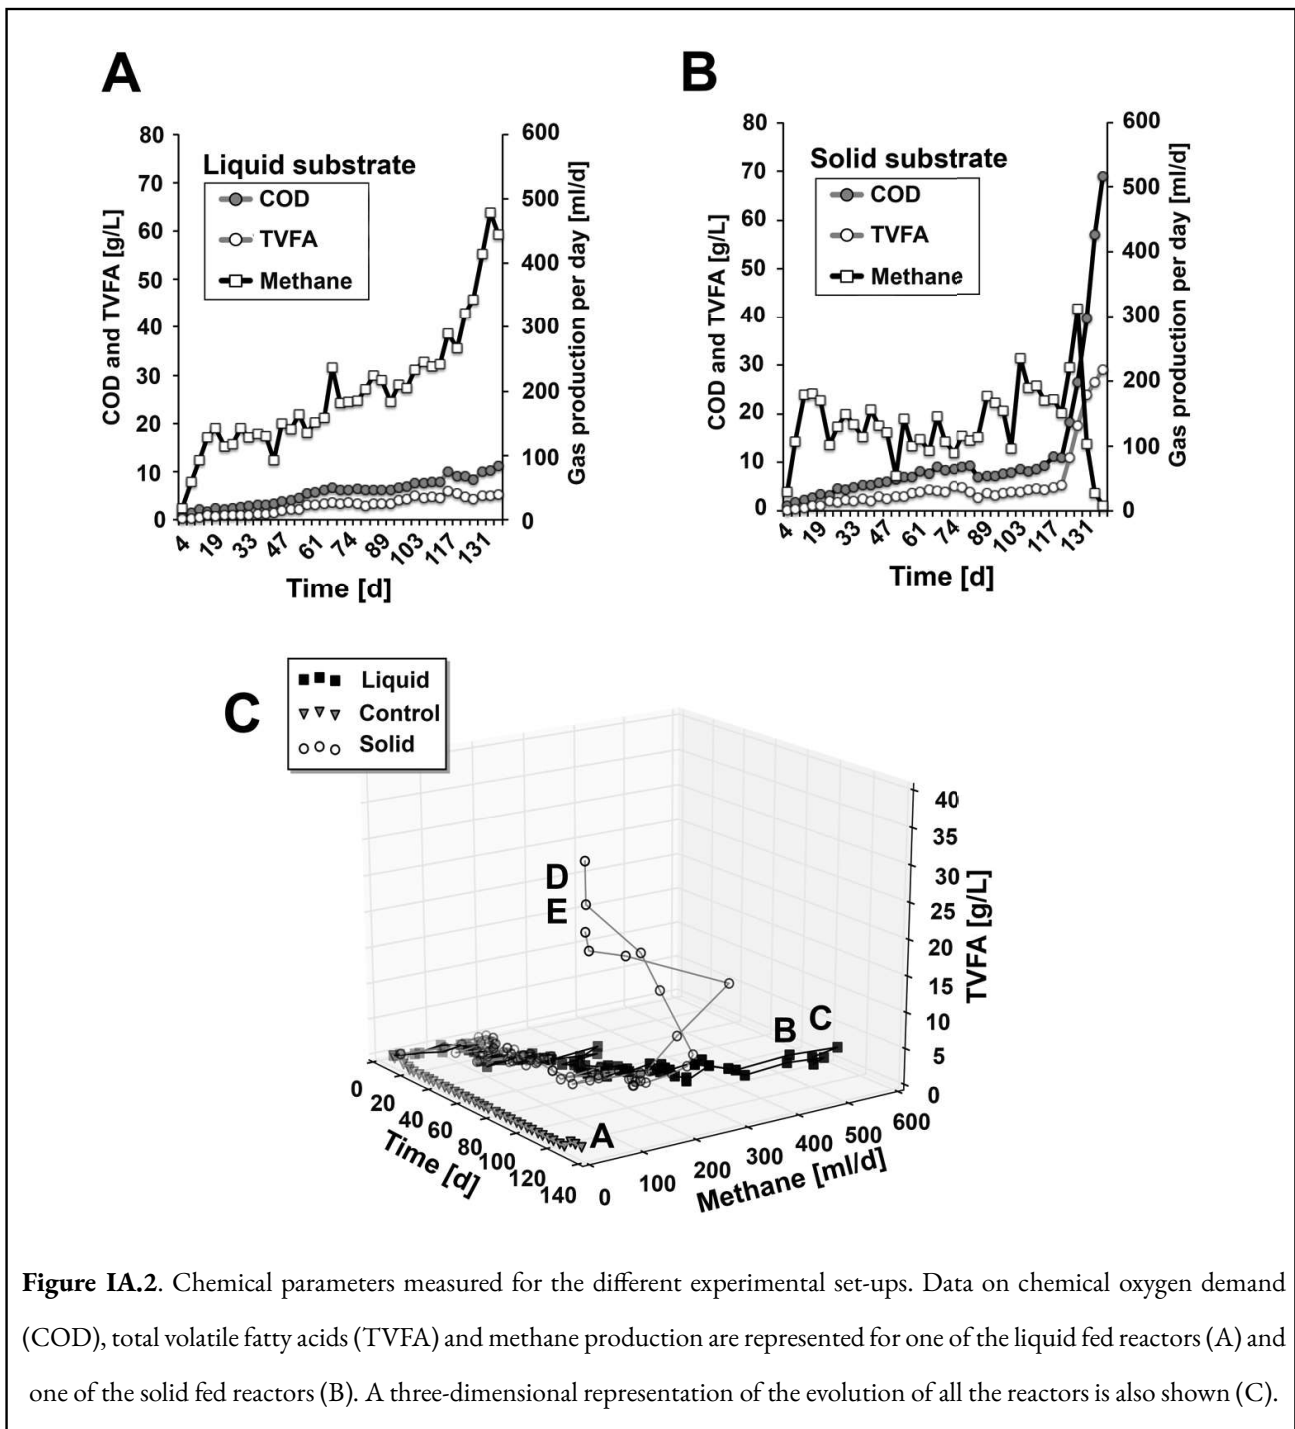 A
Liquid substrate
COD
TVFA
Methane
COD and TVFA [g/L]
80
70
60
50
40
30
20
10
0
600
500
400
300
200
100
0
Gas production per day [ml/d]
4 19 33 47 61 74 89 103 117 131
Time [d]
B
Solid substrate
COD
TVFA
Methane
COD and TVFA [g/L]
80
70
60
50
40
30
20
10
0
600
500
400
300
200
100
0
Gas production per day [ml/d]
4 19 33 47 61 74 89 103 117 131
Time [d]
C
Liquid
Control
Solid
D
E
B C
A
40
35
30
25
20
15
10
5
0
TVFA [g/L]
0 20 40 60 80 100 120 140
Time [d]
0 100 200 300 400 500 600
Methane [ml/d]
Figure IA.2. Chemical parameters measured for the different experimental set-ups. Data on chemical oxygen demand
(COD), total volatile fatty acids (TVFA) and methane production are represented for one of the liquid fed reactors (A) and
one of the solid fed reactors (B). A three-dimensional representation of the evolution of all the reactors is also shown (C).